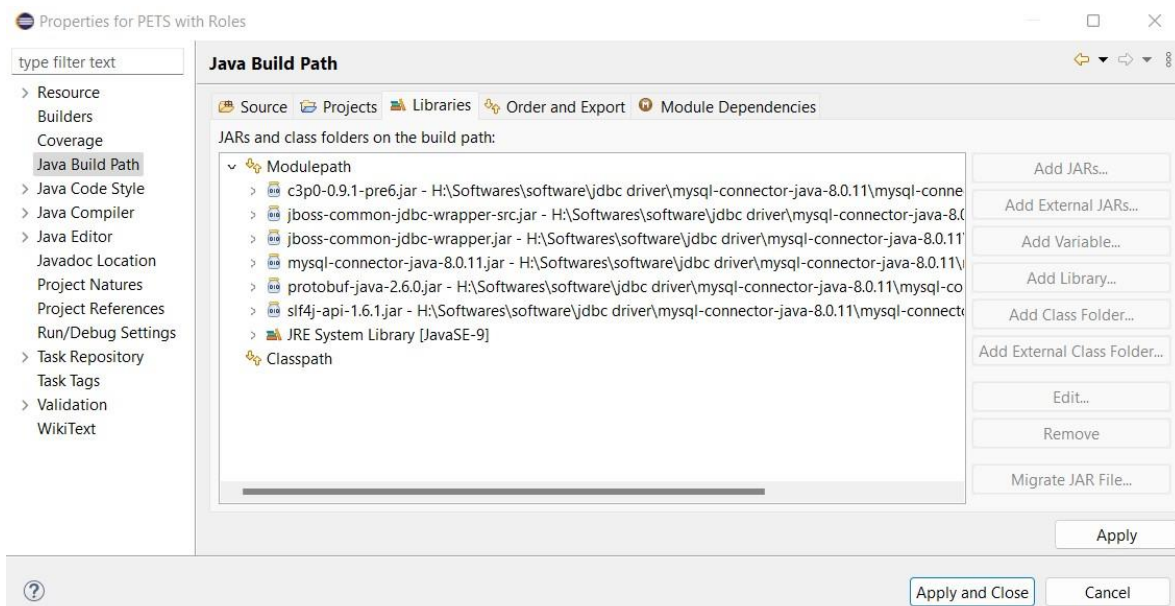 Properties for PETS with Roles
type filter text
Resource
Builders
Coverage
Java Build Path
Java Code Style
Java Compiler
Java Editor
Javadoc Location
Project Natures
Project References
Run/Debug Settings
Task Repository
Task Tags
Validation
WikiText
Java Build Path
Source Projects Libraries Order and Export Module Dependencies
JARs and class folders on the build path:
Modulepath
c3p0-0.9.1-pre6.jar - H:\Softwares\software\jdbc driver\mysql-connector-java-8.0.11\mysql-conne
jboss-common-jdbc-wrapper-src.jar - H:\Softwares\software\jdbc driver\mysql-connector-java-8.(
jboss-common-jdbc-wrapper.jar - H:\Softwares\software\jdbc driver\mysql-connector-java-8.0.11
mysql-connector-java-8.0.11.jar - H:\Softwares\software\jdbc driver\mysql-connector-java-8.0.11\
protobuf-java-2.6.0.jar - H:\Softwares\software\jdbc driver\mysql-connector-java-8.0.11\mysql-co
slf4j-api-1.6.1.jar - H:\Softwares\software\jdbc driver\mysql-connector-java-8.0.11\mysql-connect
JRE System Library [JavaSE-9]
Classpath
Add JARs...
Add External JARs...
Add Variable...
Add Library...
Add Class Folder...
Add External Class Folder...
Edit...
Remove
Migrate JAR File...
Apply
Apply and Close Cancel